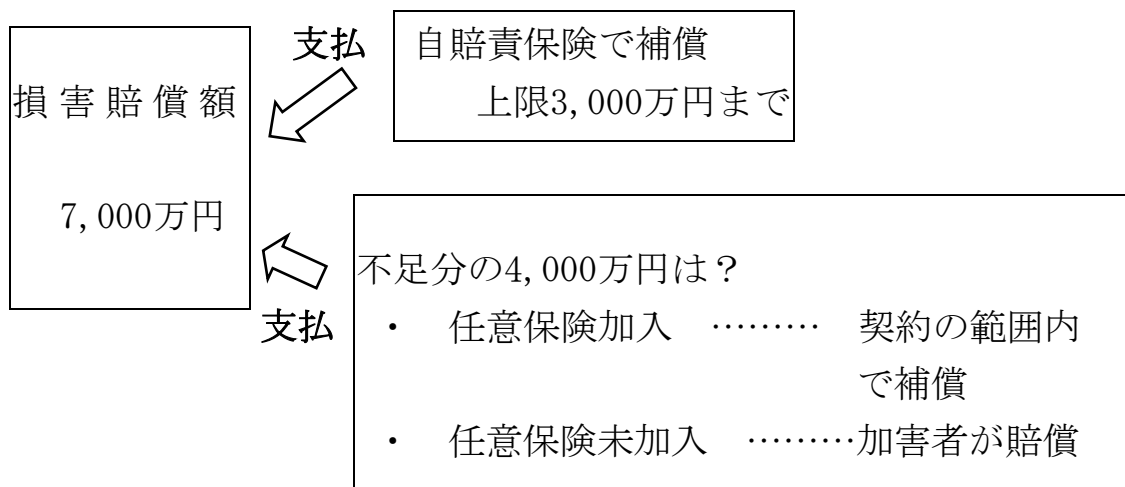 損害賠償額
7,000万円
支払
自賠責保険で補償
上限3,000万円まで
支払
不足分の4,000万円は？
・ 任意保険加入 ……… 契約の範囲内
で補償
・ 任意保険未加入 ………加害者が賠償